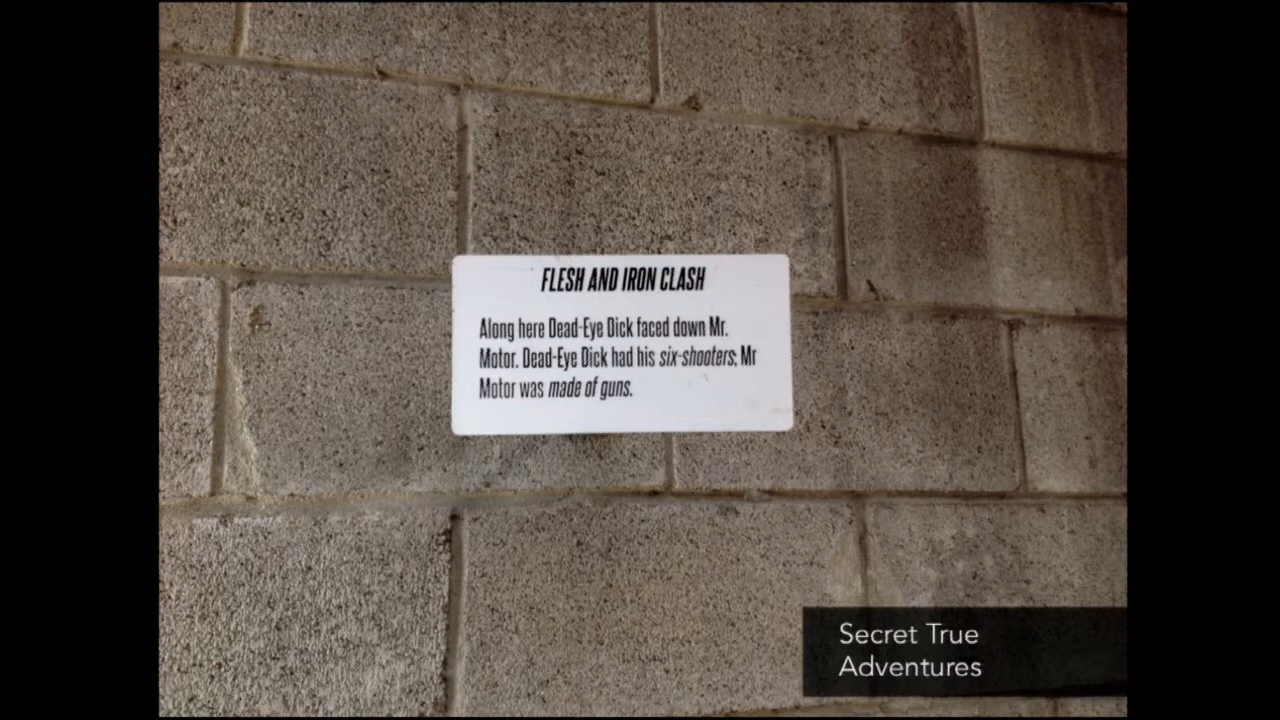 FLESH AND IRON CLASH
Along here Dead-Eye Dick faced down Mr.
Motor. Dead-Eye Dick had his six-shooters; Mr
Motor was made of guns.
Secret True
Adventures